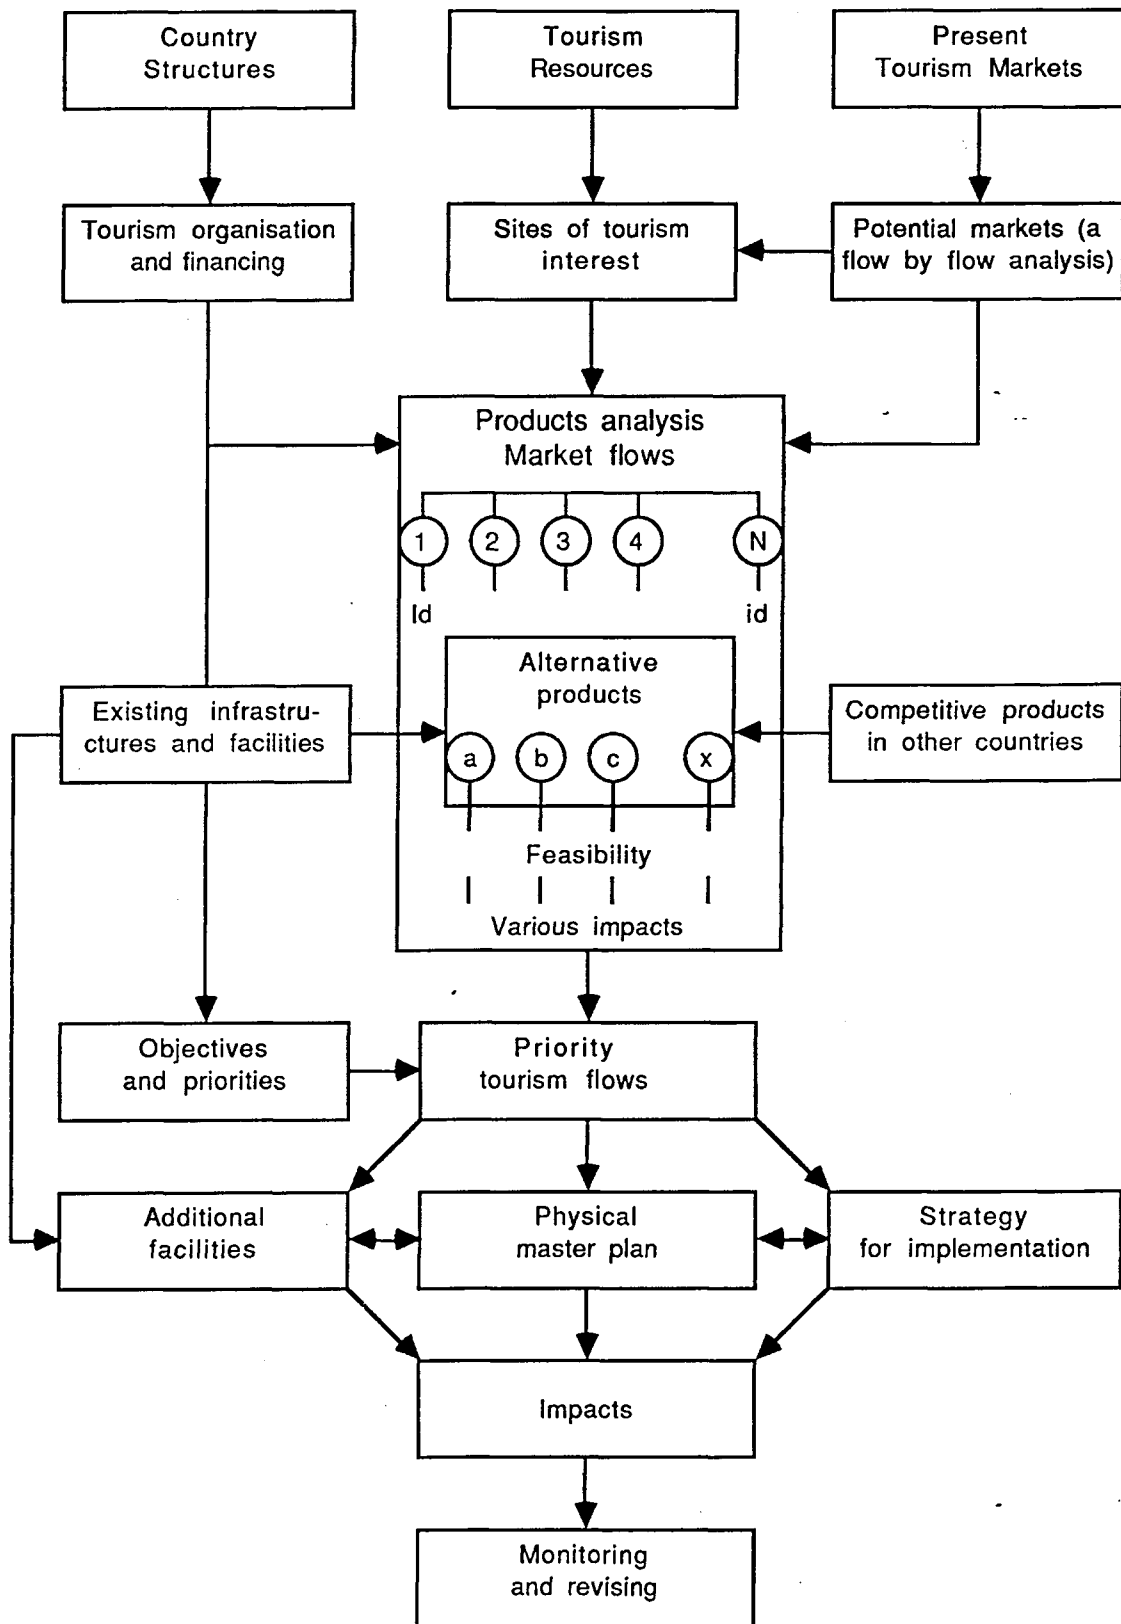 Country
Structures
Tourism
Resources
Present
Tourism Markets
Tourism organisation
and financing
Sites of tourism
interest
Potential markets (a
flow by flow analysis)
Products analysis
Market flows
1 2 3 4 N
Id id
Alternative
products
Existing infrastru-
ctures and facilities
Competitive products
in other countries
a b c x
Feasibility
Various impacts
Objectives
and priorities
Priority
tourism flows
Additional
facilities
Physical
master plan
Strategy
for implementation
Impacts
Monitoring
and revising